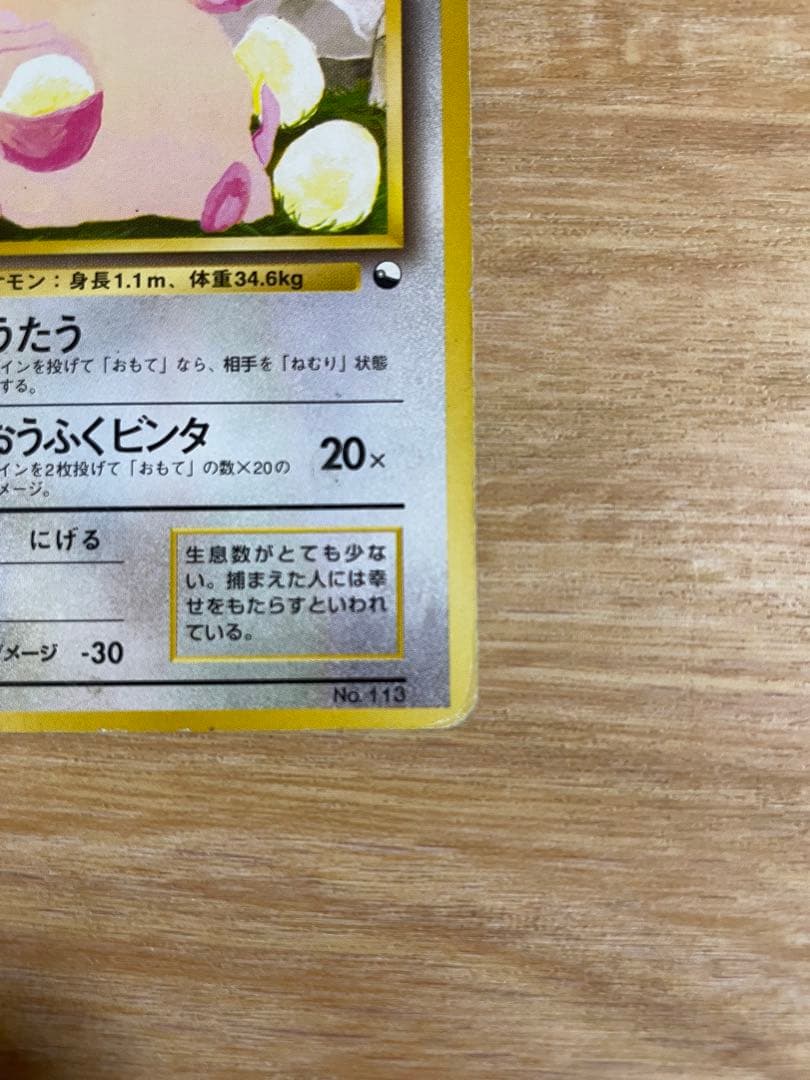 ケモン：身長1.1m、体重34.6kg
うたう
インを投げて「おもて」なら、相手を「ねむり」状態
する。
おうふくビンタ 20×
インを2枚投げて「おもて」の数×20の
メージ。
にげる
生息数がとても少な
い。捕まえた人には幸
せをもたらすといわれ
ている。
メージ -30
No. 113